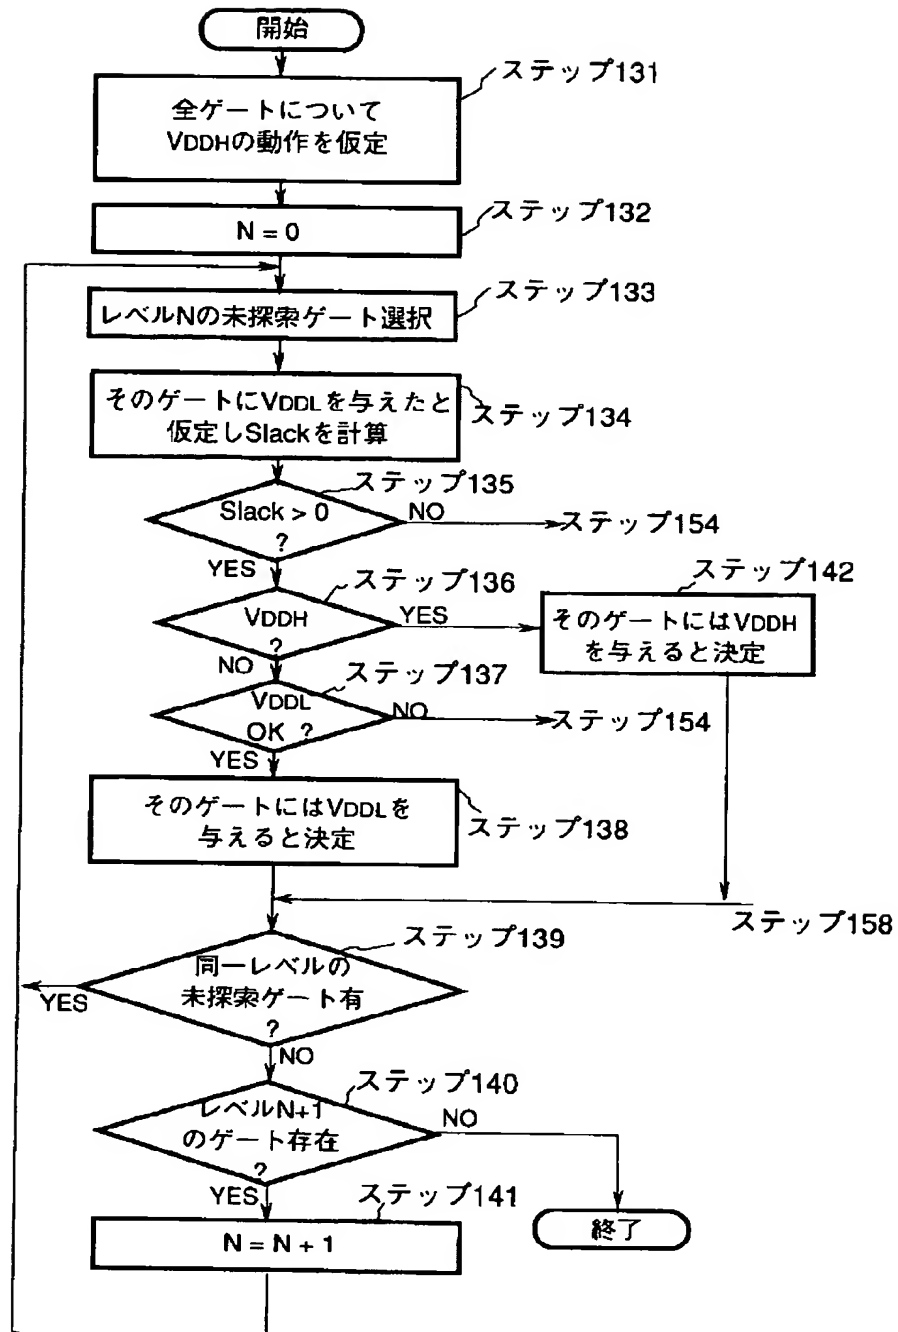 開始
ステップ131
全ゲートについて
VDDHの動作を仮定
ステップ132
N = 0
ステップ133
レベルNの未探索ゲート選択
そのゲートにVDDLを与えたと
仮定しSlackを計算
ステップ134
ステップ135
Slack > 0
?
NO
ステップ154
YES
ステップ136
VDDH
?
YES
ステップ142
そのゲートにはVDDH
を与えると決定
NO
ステップ137
VDDL
OK ?
NO
ステップ154
YES
そのゲートにはVDDLを
与えると決定
ステップ138
ステップ158
ステップ139
同一レベルの
未探索ゲート有
?
YES
NO
ステップ140
レベルN+1
のゲート存在
?
NO
YES
ステップ141
N = N + 1
終了